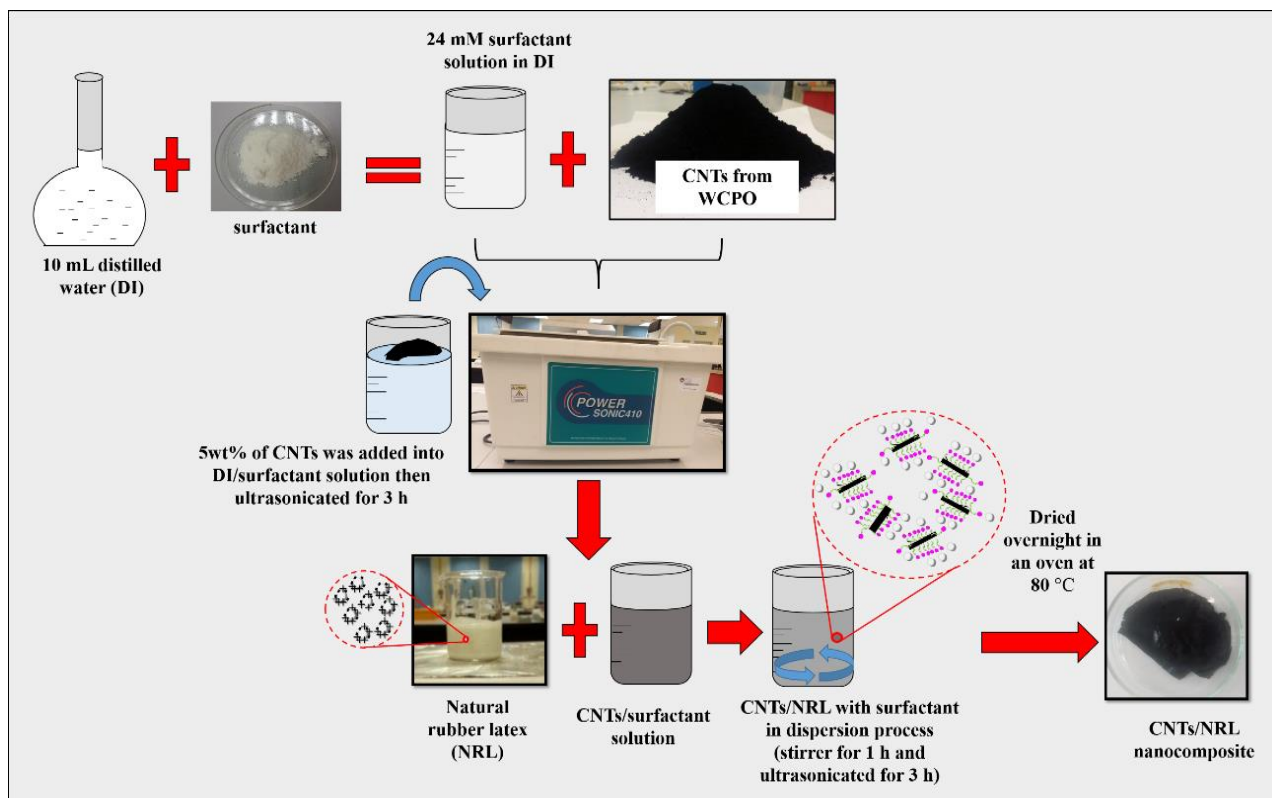 24 mM surfactant
solution in DI
CNTs from
WCPO
surfactant
10 mL distilled
water (DI)
POWER
SONIC410
5wt% of CNTs was added into
DI/surfactant solution then
ultrasonicated for 3 h
Dried
overnight in
an oven at
80 °C
Natural
rubber latex
(NRL)
CNTs/surfactant
solution
CNTs/NRL with surfactant
in dispersion process
(stirrer for 1 h and
ultrasonicated for 3 h)
CNTs/NRL
nanocomposite